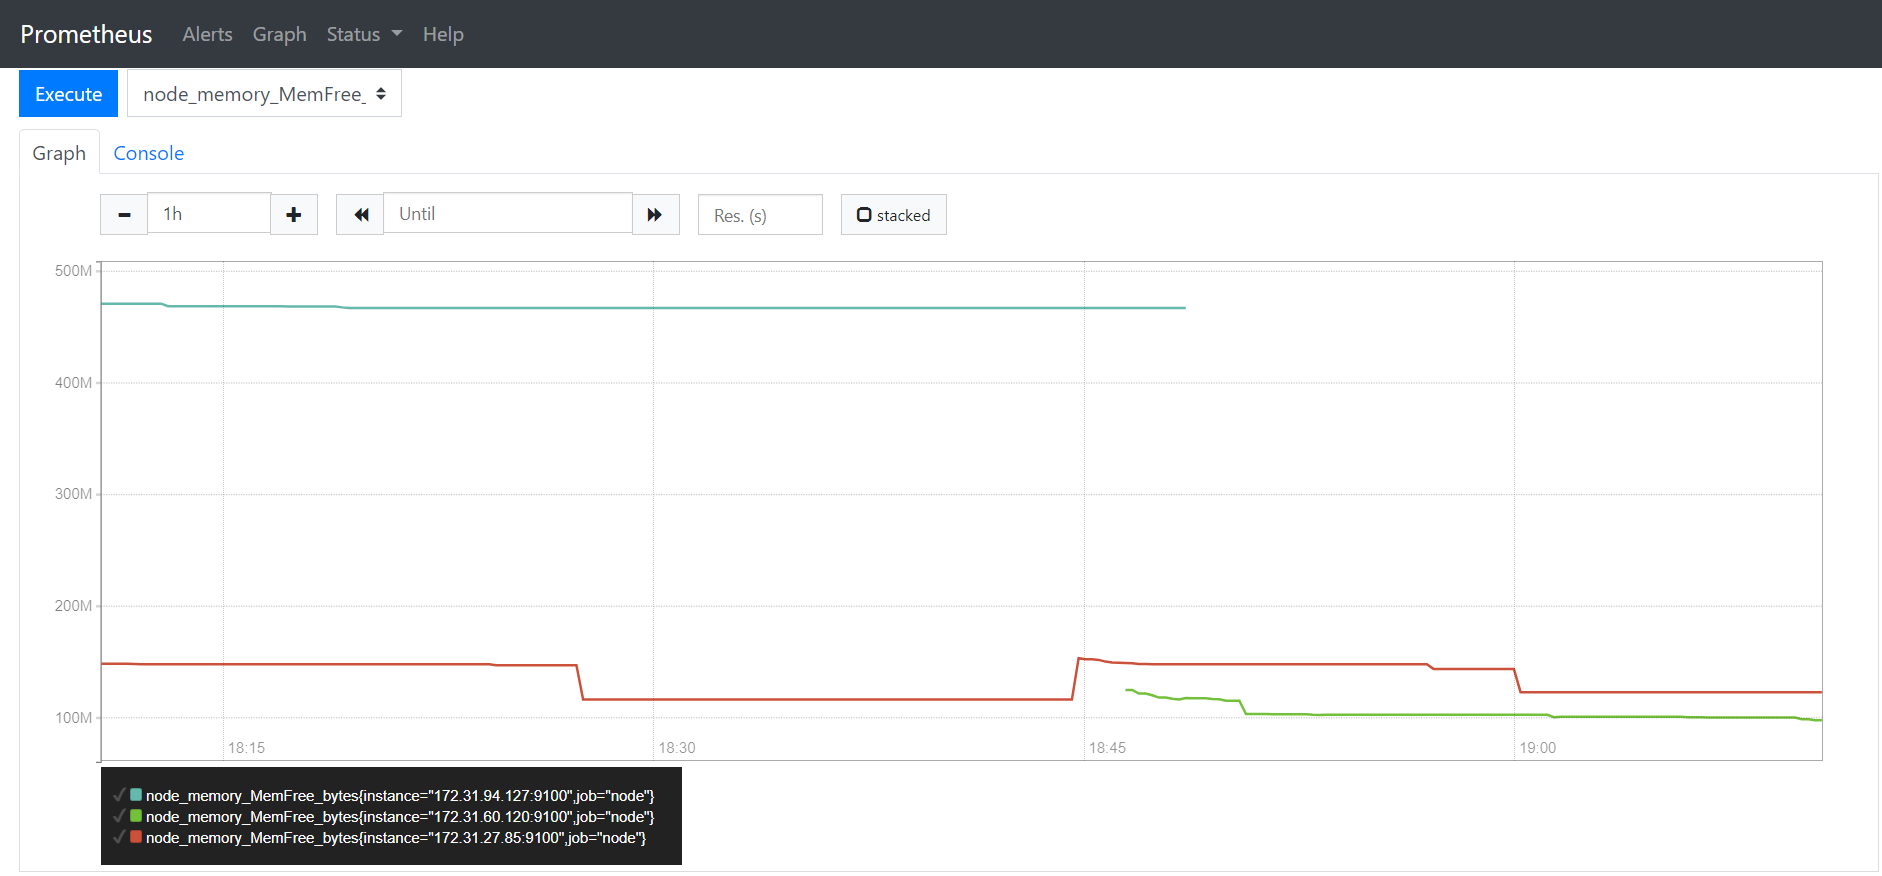 Prometheus Alerts Graph Status Help
Execute node_memory_MemFree_
Graph Console
1h Until Res. (s) stacked
500M
400M
300M
200M
100M
18:15 18:30 18:45 19:00
node_memory_MemFree_bytes{instance="172.31.94.127:9100",job="node"}
node_memory_MemFree_bytes{instance="172.31.60.120:9100",job="node"}
node_memory_MemFree_bytes{instance="172.31.27.85:9100",job="node"}